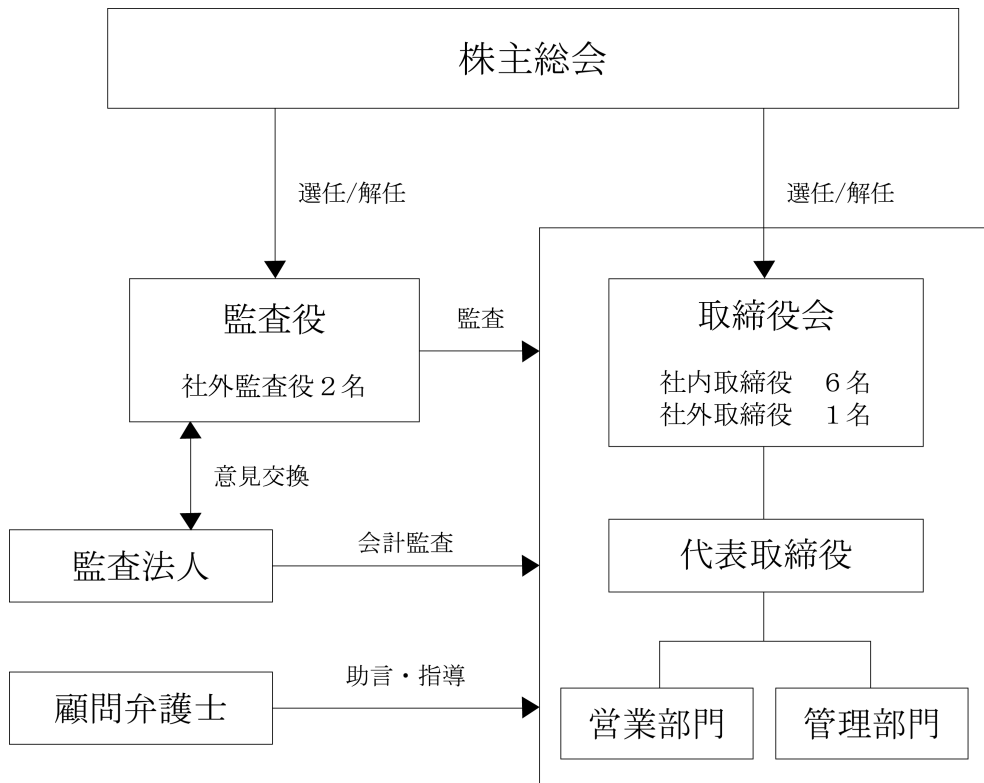 株主総会
選任/解任
選任/解任
監査役
社外監査役２名
監査
取締役会
社内取締役　６名
社外取締役　１名
意見交換
監査法人
会計監査
代表取締役
顧問弁護士
助言・指導
営業部門
管理部門